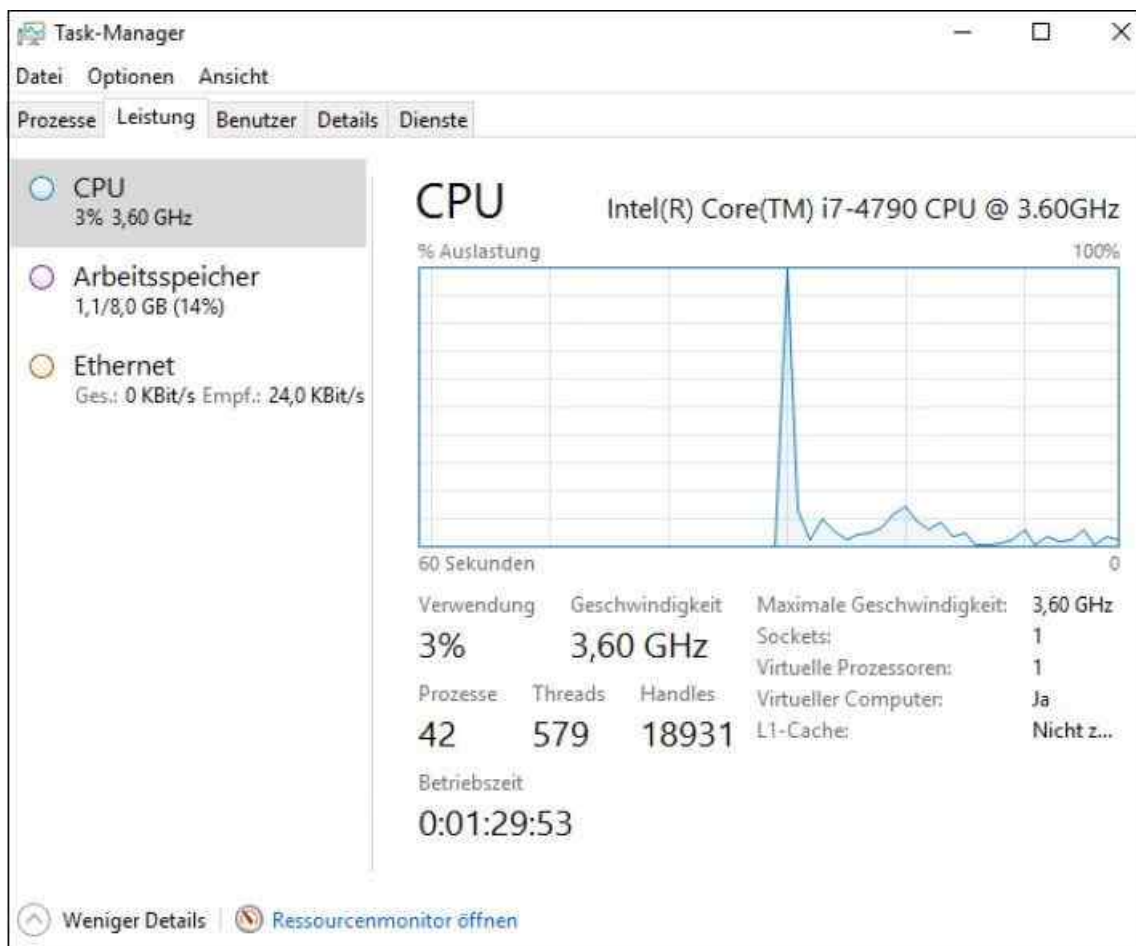 Task-Manager
Datei Optionen Ansicht
Prozesse Leistung Benutzer Details Dienste
CPU
3% 3,60 GHz
Arbeitsspeicher
1,1/8,0 GB (14%)
Ethernet
Ges.: 0 KBit/s Empf.: 24,0 KBit/s
CPU Intel(R) Core(TM) i7-4790 CPU @ 3.60GHz
% Auslastung 100%
60 Sekunden 0
Verwendung Geschwindigkeit
3% 3,60 GHz
Prozesse Threads Handles
42 579 18931
Betriebszeit
0:01:29:53
Maximale Geschwindigkeit: 3,60 GHz
Sockets: 1
Virtuelle Prozessoren: 1
Virtueller Computer: Ja
L1-Cache: Nicht z...
Weniger Details Ressourcenmonitor öffnen